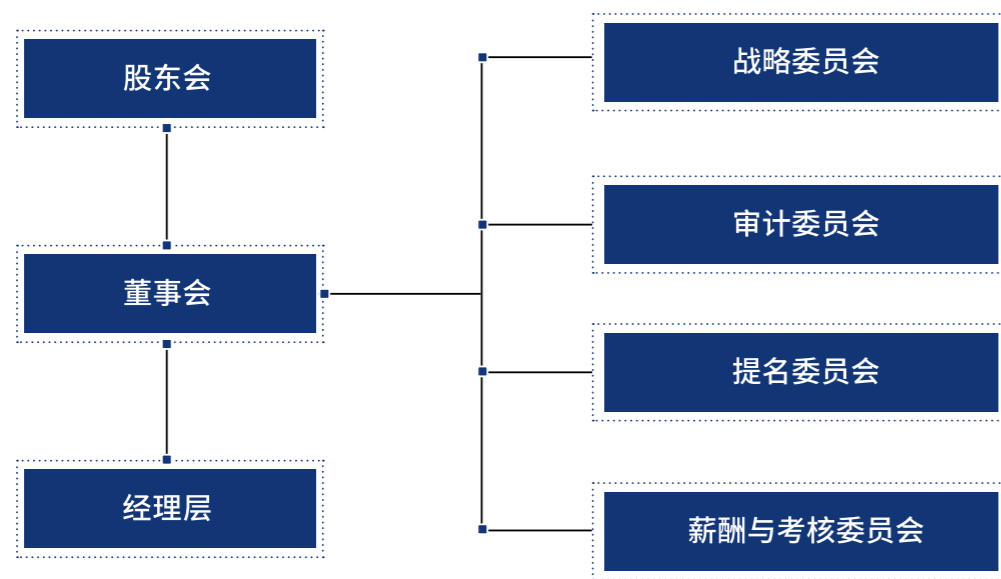 股东会
董事会
经理层
战略委员会
审计委员会
提名委员会
薪酬与考核委员会